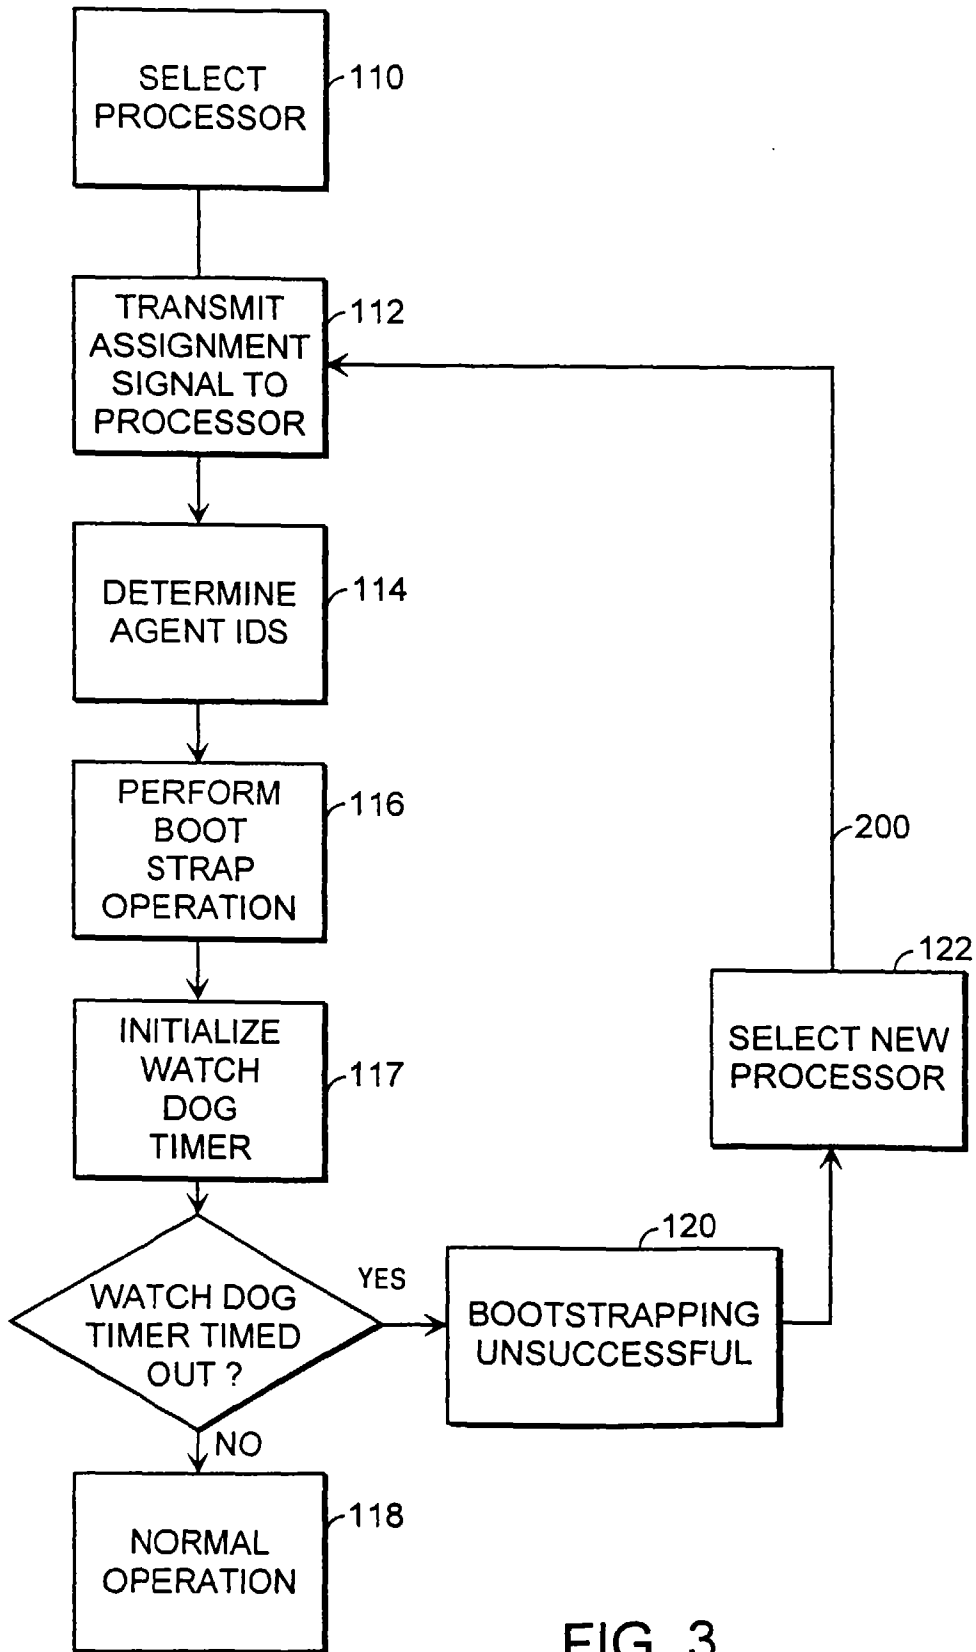 SELECT
PROCESSOR
110
TRANSMIT
ASSIGNMENT
SIGNAL TO
PROCESSOR
112
DETERMINE
AGENT IDS
114
PERFORM
BOOT
STRAP
OPERATION
116
200
122
SELECT NEW
PROCESSOR
INITIALIZE
WATCH
DOG
TIMER
117
WATCH DOG
TIMER TIMED
OUT ?
YES
120
BOOTSTRAPPING
UNSUCCESSFUL
NO
NORMAL
OPERATION
118
FIG. 3